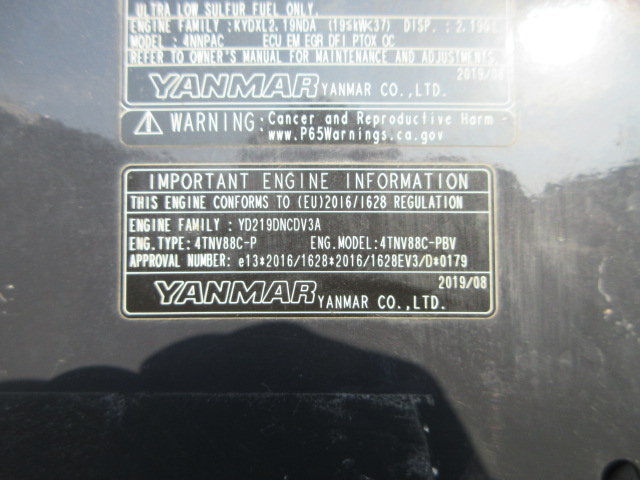 ULTRA LOW SULFUR FUEL ONLY.
ENGINE FAMILY : KYDXL2.19NDA (19≤kW<37) DISP. : 2.190L
MODEL : 4NNPAC ECU EM EGR DFI PTOX OC
REFER TO OWNER'S MANUAL FOR MAINTENANCE AND ADJUSTMENTS.
2019/08
YANMAR YANMAR CO.,LTD.
⚠ WARNING: Cancer and Reproductive Harm -
www.P65Warnings.ca.gov
IMPORTANT ENGINE INFORMATION
THIS ENGINE CONFORMS TO (EU)2016/1628 REGULATION
ENGINE FAMILY : YD219DNCDV3A
ENG.TYPE:4TNV88C-P ENG.MODEL:4TNV88C-PBV
APPROVAL NUMBER: e13*2016/1628*2016/1628EV3/D*0179
2019/08
YANMAR YANMAR CO.,LTD.